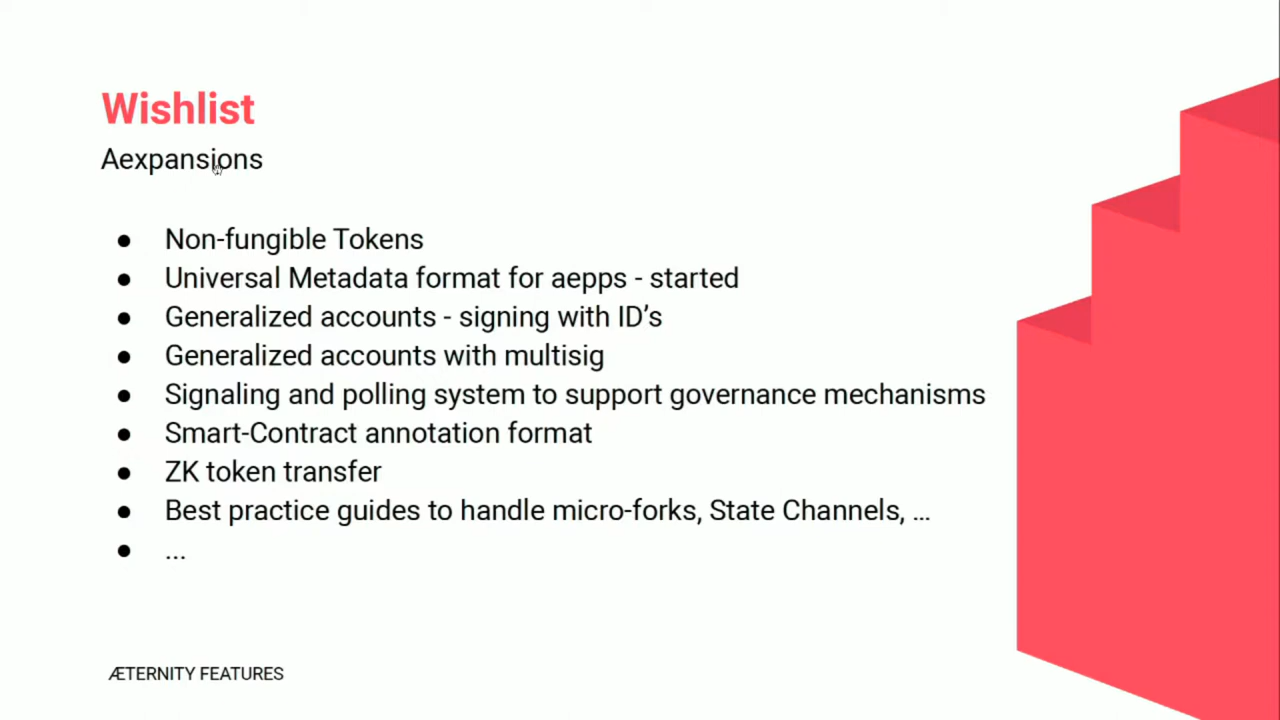 Wishlist
Aexpansions
● Non-fungible Tokens
● Universal Metadata format for aepps - started
● Generalized accounts - signing with ID’s
● Generalized accounts with multisig
● Signaling and polling system to support governance mechanisms
● Smart-Contract annotation format
● ZK token transfer
● Best practice guides to handle micro-forks, State Channels, ...
● ...
ÆTERNITY FEATURES